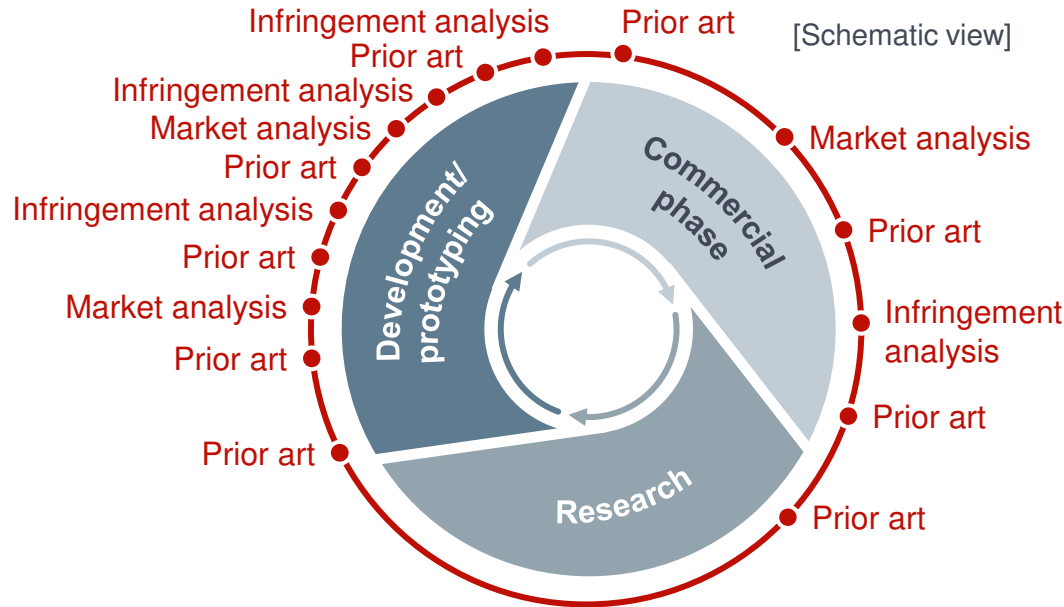 Infringement analysis
Prior art
[Schematic view]
Prior art
Infringement analysis
Market analysis
Market analysis
Prior art
Infringement analysis
Prior art
Prior art
Market analysis
Infringement
analysis
Prior art
Prior art
Prior art
Prior art
Development/
prototyping
Commercial
phase
Research